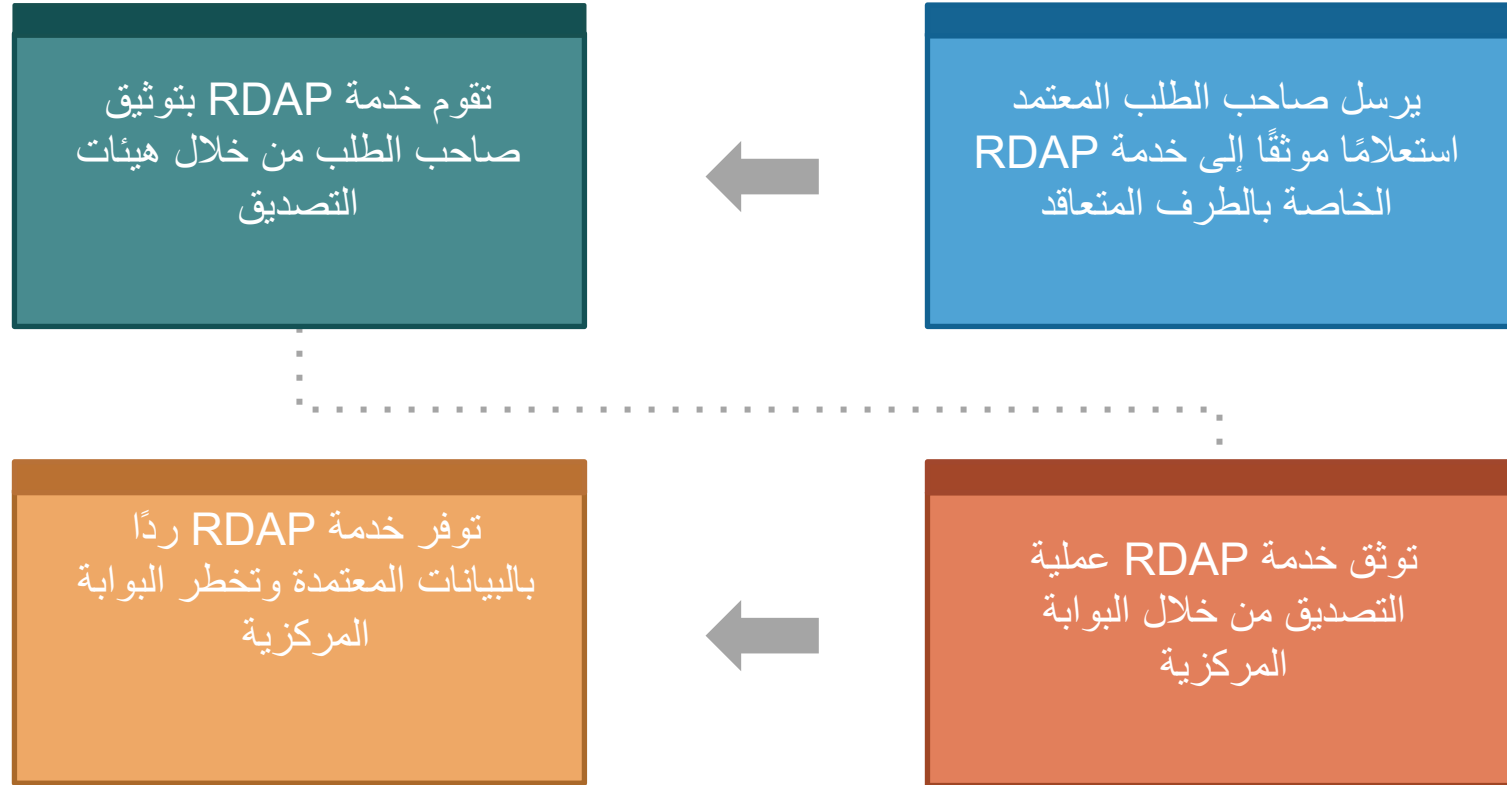 يرسل صاحب الطلب المعتمد
استعلامًا موثقًا إلى خدمة RDAP
الخاصة بالطرف المتعاقد
تقوم خدمة RDAP بتوثيق
صاحب الطلب من خلال هيئات
التصديق
توثق خدمة RDAP عملية
التصديق من خلال البوابة
المركزية
توفر خدمة RDAP ردًا
بالبيانات المعتمدة وتخطر البوابة
المركزية